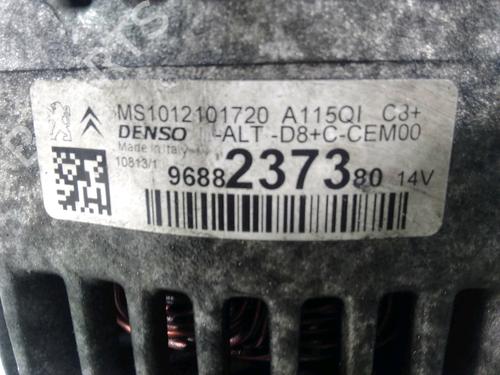 MS1012101720 A115QI C3+
DENSO -ALT -D8+C-CEM00
Made in Italy
10813/1
9688237380 14V